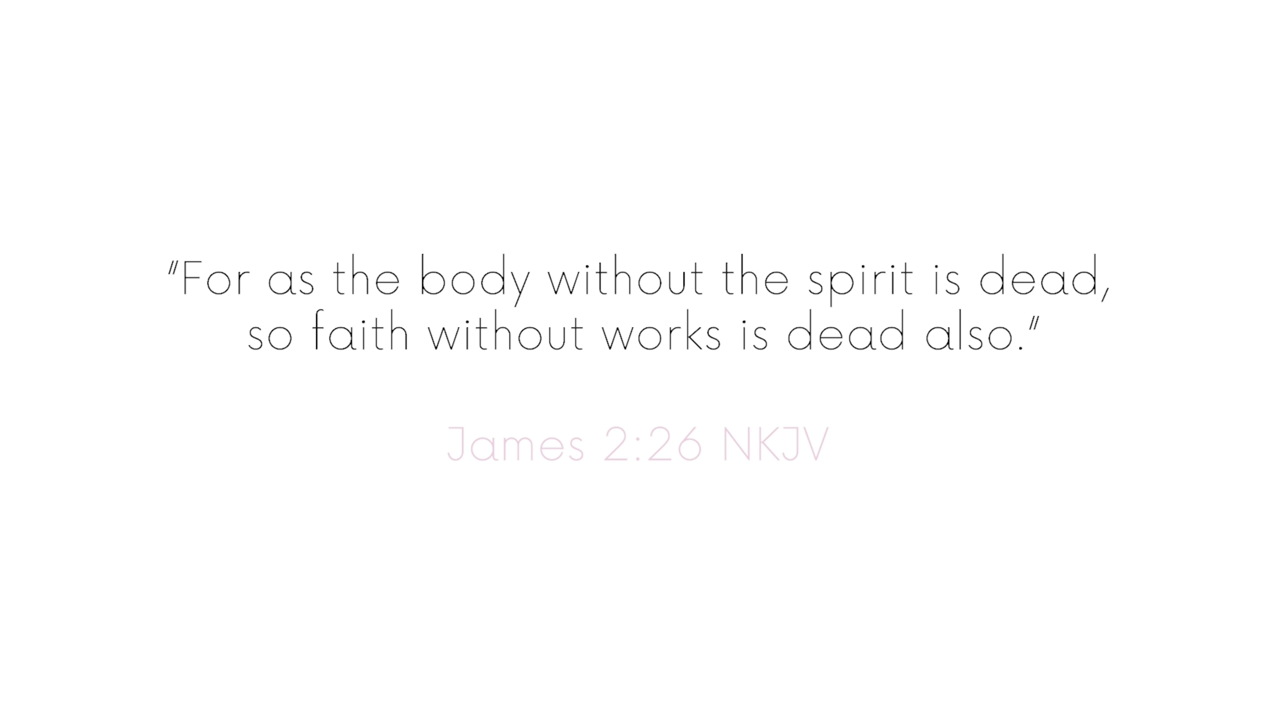 "For as the body without the spirit is dead,
so faith without works is dead also."
James 2:26 NKJV